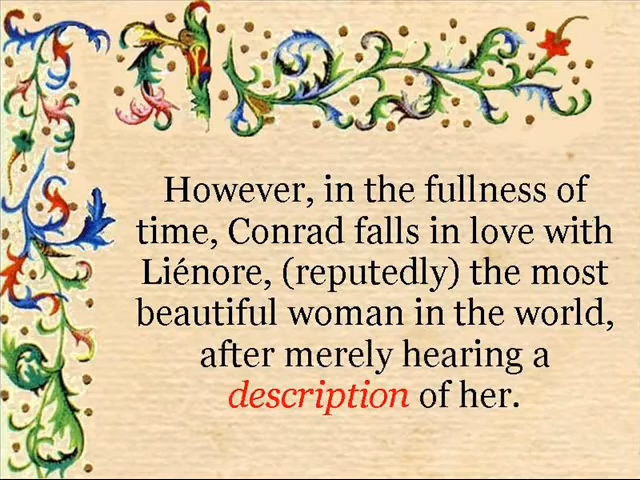 However, in the fullness of
time, Conrad falls in love with
Liénore, (reputedly) the most
beautiful woman in the world,
after merely hearing a
description of her.